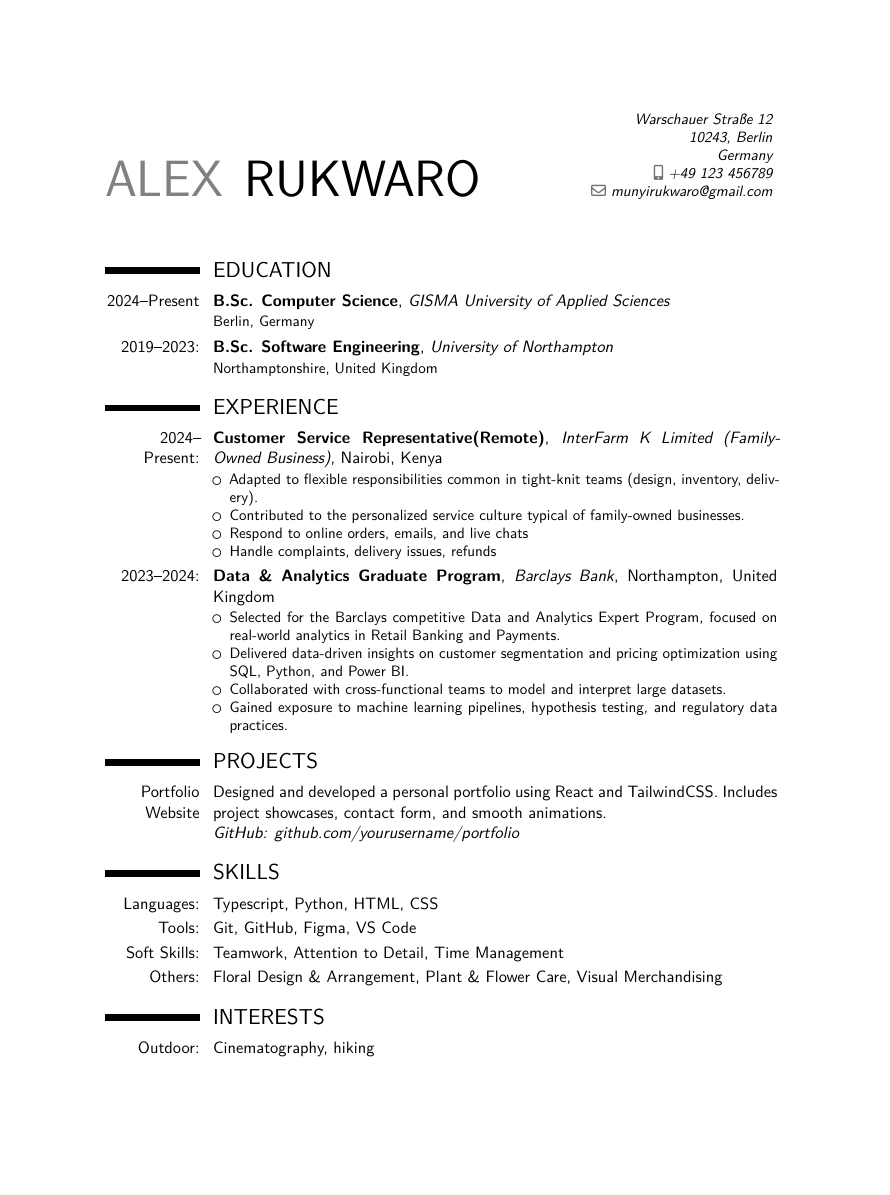 Warschauer Straße 12
10243, Berlin
Germany
+49 123 456789
munyirukwaro@gmail.com
ALEX RUKWARO
EDUCATION
2024–Present B.Sc. Computer Science, GISMA University of Applied Sciences
Berlin, Germany
2019–2023: B.Sc. Software Engineering, University of Northampton
Northamptonshire, United Kingdom
EXPERIENCE
2024– Customer Service Representative(Remote), InterFarm K Limited (Family-
Present: Owned Business), Nairobi, Kenya
○ Adapted to flexible responsibilities common in tight-knit teams (design, inventory, deliv-
ery).
○ Contributed to the personalized service culture typical of family-owned businesses.
○ Respond to online orders, emails, and live chats
○ Handle complaints, delivery issues, refunds
2023–2024: Data & Analytics Graduate Program, Barclays Bank, Northampton, United
Kingdom
○ Selected for the Barclays competitive Data and Analytics Expert Program, focused on
real-world analytics in Retail Banking and Payments.
○ Delivered data-driven insights on customer segmentation and pricing optimization using
SQL, Python, and Power BI.
○ Collaborated with cross-functional teams to model and interpret large datasets.
○ Gained exposure to machine learning pipelines, hypothesis testing, and regulatory data
practices.
PROJECTS
Portfolio Designed and developed a personal portfolio using React and TailwindCSS. Includes
Website project showcases, contact form, and smooth animations.
GitHub: github.com/yourusername/portfolio
SKILLS
Languages: Typescript, Python, HTML, CSS
Tools: Git, GitHub, Figma, VS Code
Soft Skills: Teamwork, Attention to Detail, Time Management
Others: Floral Design & Arrangement, Plant & Flower Care, Visual Merchandising
INTERESTS
Outdoor: Cinematography, hiking